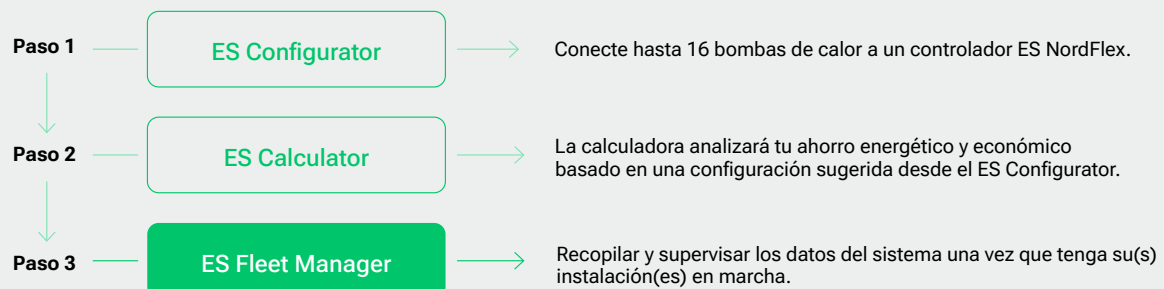 Paso 1
ES Configurator
Conecte hasta 16 bombas de calor a un controlador ES NordFlex.
Paso 2
ES Calculator
La calculadora analizará tu ahorro energético y económico
basado en una configuración sugerida desde el ES Configurator.
Paso 3
ES Fleet Manager
Recopilar y supervisar los datos del sistema una vez que tenga su(s)
instalación(es) en marcha.